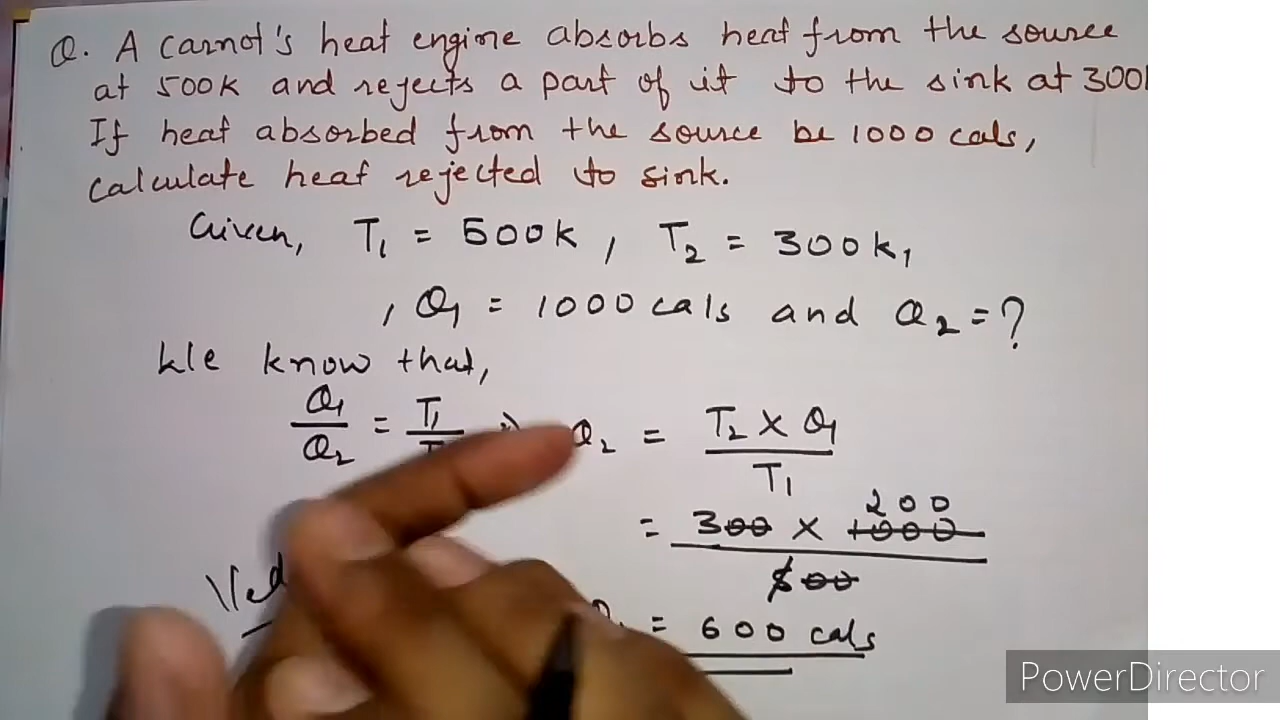 Q. A carnot's heat engine absorbs heat from the source
at 500K and rejects a part of it to the sink at 300
If heat absorbed from the source be 1000 cals,
calculate heat rejected to sink.
Given, T₁ = 500K, T₂ = 300K,
, Q₁ = 1000 cals and Q₂ = ?
We know that,
Q₁/Q₂ = T₁/ Q₂ = T₂ × Q₁/T₁
= 300 × 1000/500
200
= 600 cals
PowerDirector